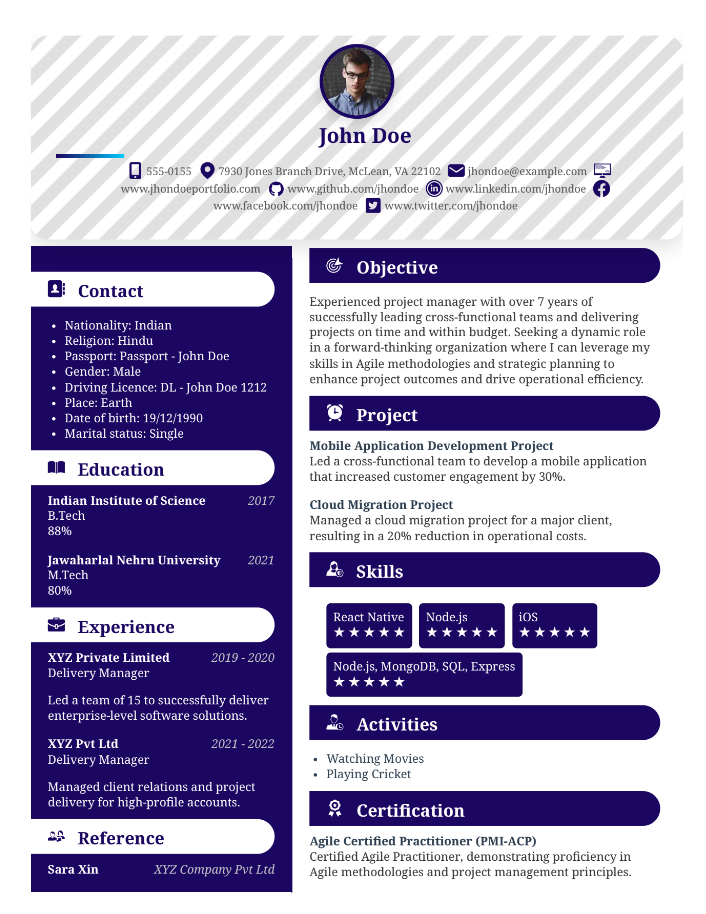 John Doe
555-0155 7930 Jones Branch Drive, McLean, VA 22102 jhondoe@example.com
www.jhondoeportfolio.com www.github.com/jhondoe www.linkedin.com/jhondoe
www.facebook.com/jhondoe www.twitter.com/jhondoe
Contact
• Nationality: Indian
• Religion: Hindu
• Passport: Passport - John Doe
• Gender: Male
• Driving Licence: DL - John Doe 1212
• Place: Earth
• Date of birth: 19/12/1990
• Marital status: Single
Education
Indian Institute of Science 2017
B.Tech
88%
Jawaharlal Nehru University 2021
M.Tech
80%
Experience
XYZ Private Limited 2019 - 2020
Delivery Manager
Led a team of 15 to successfully deliver
enterprise-level software solutions.
XYZ Pvt Ltd 2021 - 2022
Delivery Manager
Managed client relations and project
delivery for high-profile accounts.
Reference
Sara Xin XYZ Company Pvt Ltd
Objective
Experienced project manager with over 7 years of
successfully leading cross-functional teams and delivering
projects on time and within budget. Seeking a dynamic role
in a forward-thinking organization where I can leverage my
skills in Agile methodologies and strategic planning to
enhance project outcomes and drive operational efficiency.
Project
Mobile Application Development Project
Led a cross-functional team to develop a mobile application
that increased customer engagement by 30%.
Cloud Migration Project
Managed a cloud migration project for a major client,
resulting in a 20% reduction in operational costs.
Skills
React Native Node.js iOS
★★★★★ ★★★★★ ★★★★★
Node.js, MongoDB, SQL, Express
★★★★★
Activities
• Watching Movies
• Playing Cricket
Certification
Agile Certified Practitioner (PMI-ACP)
Certified Agile Practitioner, demonstrating proficiency in
Agile methodologies and project management principles.